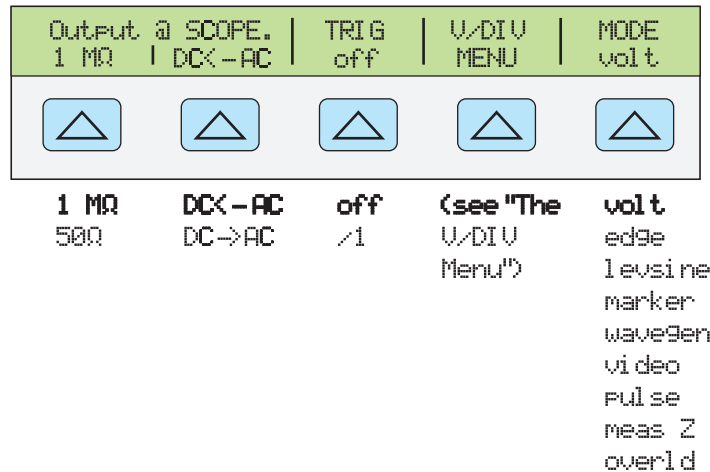 Output @ SCOPE. | TRIG | V/DIV | MODE
1 MΩ | DC<-AC | off | MENU | volt
1 MΩ DC<-AC off (see "The volt
50Ω DC->AC /1 V/DIV edge
Menu") levsine
marker
wavegen
video
pulse
meas Z
overld